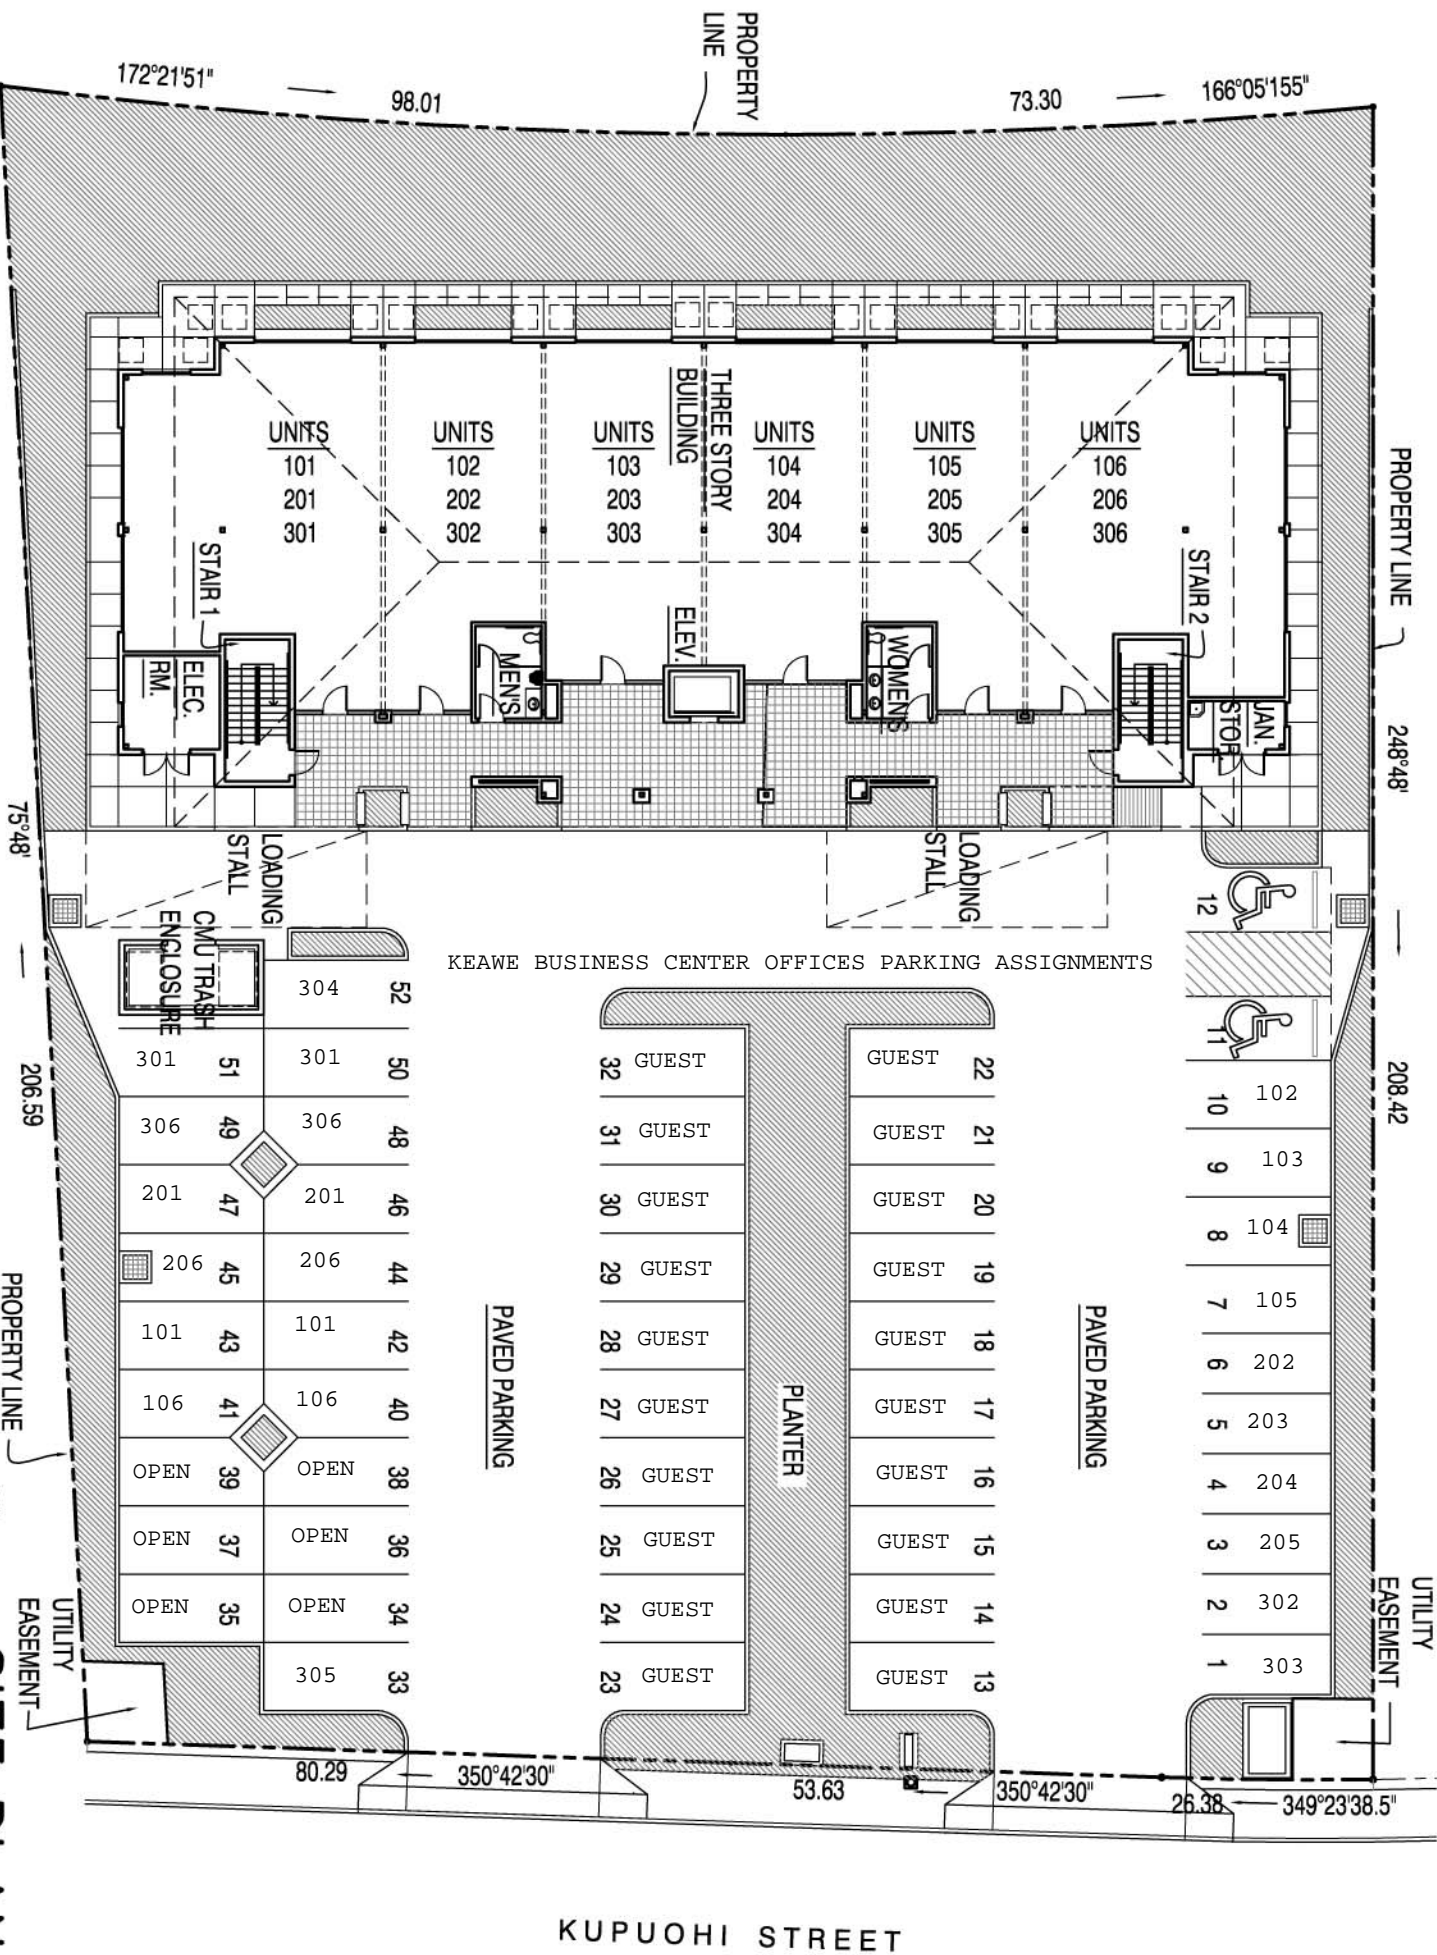 PROPERTY
LINE
172°21'51"
98.01
73.30
166°05'155"
PROPERTY LINE
248°48'
208.42
THREE STORY
BUILDING
UNITS
101
201
301
UNITS
102
202
302
UNITS
103
203
303
UNITS
104
204
304
UNITS
105
205
305
UNITS
106
206
306
STAIR 1
STAIR 2
ELEC.
RM.
MEN'S
ELEV.
WOMEN'S
JAN.
STOR
75°48'
206.59
LOADING
STALL
LOADING
STALL
CMU TRASH
ENCLOSURE
KEAWE BUSINESS CENTER OFFICES PARKING ASSIGNMENTS
12
11
304 52
301 51 301 50
306 49 306 48
201 47 201 46
206 45 206 44
101 43 101 42
106 41 106 40
OPEN 39 OPEN 38
OPEN 37 OPEN 36
OPEN 35 OPEN 34
305 33
32 GUEST
31 GUEST
30 GUEST
29 GUEST
28 GUEST
27 GUEST
26 GUEST
25 GUEST
24 GUEST
23 GUEST
GUEST 22
GUEST 21
GUEST 20
GUEST 19
GUEST 18
GUEST 17
GUEST 16
GUEST 15
GUEST 14
GUEST 13
10 102
9 103
8 104
7 105
6 202
5 203
4 204
3 205
2 302
1 303
PAVED PARKING
PLANTER
PAVED PARKING
PROPERTY LINE
UTILITY
EASEMENT
UTILITY
EASEMENT
80.29
350°42'30"
53.63
350°42'30"
26.38
349°23'38.5"
KUPUOHI STREET